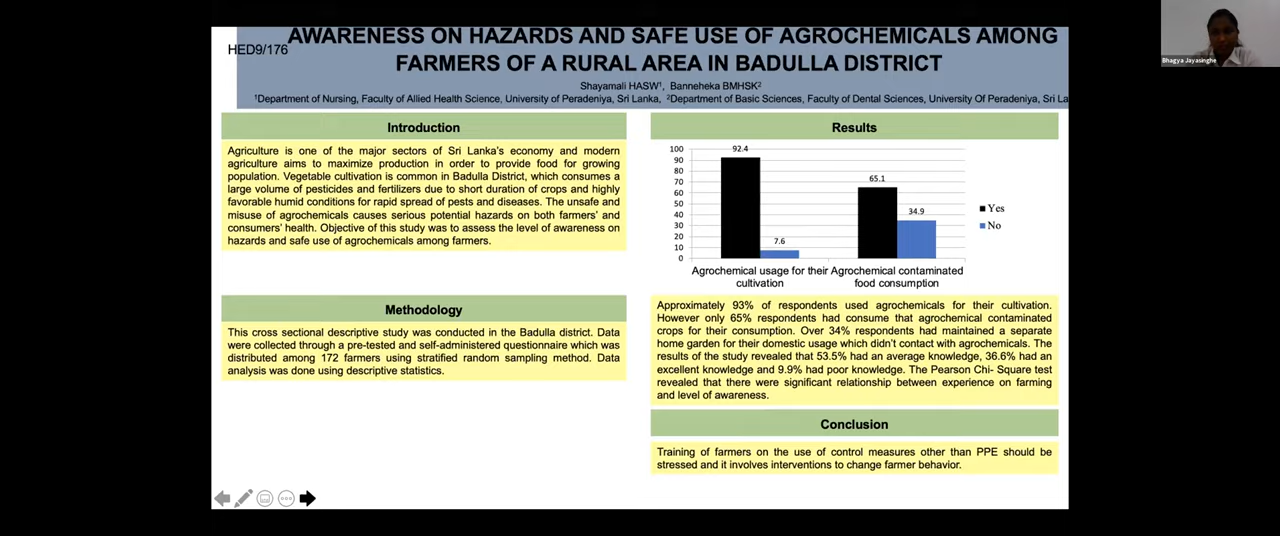 HED9/176
AWARENESS ON HAZARDS AND SAFE USE OF AGROCHEMICALS AMONG
FARMERS OF A RURAL AREA IN BADULLA DISTRICT
Shayamali HASW¹, Banneheka BMHSK²
¹Department of Nursing, Faculty of Allied Health Science, University of Peradeniya, Sri Lanka, ²Department of Basic Sciences, Faculty of Dental Sciences, University Of Peradeniya, Sri La
Bhagya Jayasinghe
Introduction
Agriculture is one of the major sectors of Sri Lanka's economy and modern
agriculture aims to maximize production in order to provide food for growing
population. Vegetable cultivation is common in Badulla District, which consumes a
large volume of pesticides and fertilizers due to short duration of crops and highly
favorable humid conditions for rapid spread of pests and diseases. The unsafe and
misuse of agrochemicals causes serious potential hazards on both farmers' and
consumers' health. Objective of this study was to assess the level of awareness on
hazards and safe use of agrochemicals among farmers.
Methodology
This cross sectional descriptive study was conducted in the Badulla district. Data
were collected through a pre-tested and self-administered questionnaire which was
distributed among 172 farmers using stratified random sampling method. Data
analysis was done using descriptive statistics.
Results
100
90
80
70
60
50
40
30
20
10
0
92.4
7.6
65.1
34.9
Yes
No
Agrochemical usage for their
cultivation
Agrochemical contaminated
food consumption
Approximately 93% of respondents used agrochemicals for their cultivation.
However only 65% respondents had consume that agrochemical contaminated
crops for their consumption. Over 34% respondents had maintained a separate
home garden for their domestic usage which didn't contact with agrochemicals. The
results of the study revealed that 53.5% had an average knowledge, 36.6% had an
excellent knowledge and 9.9% had poor knowledge. The Pearson Chi- Square test
revealed that there were significant relationship between experience on farming
and level of awareness.
Conclusion
Training of farmers on the use of control measures other than PPE should be
stressed and it involves interventions to change farmer behavior.